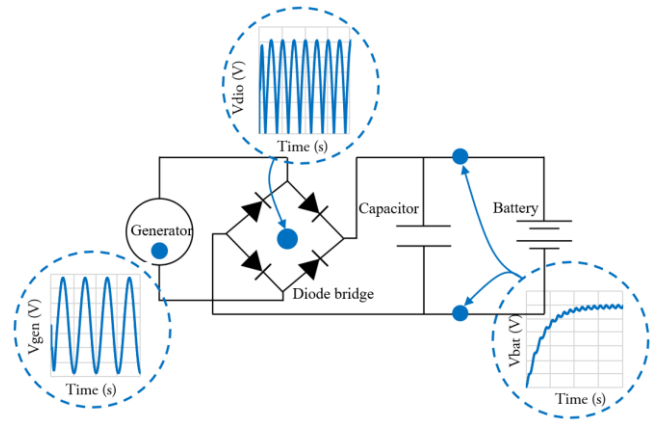 Vdio (V)
Time (s)
Generator
Capacitor
Battery
Diode bridge
Vgen (V)
Time (s)
Vbat (V)
Time (s)